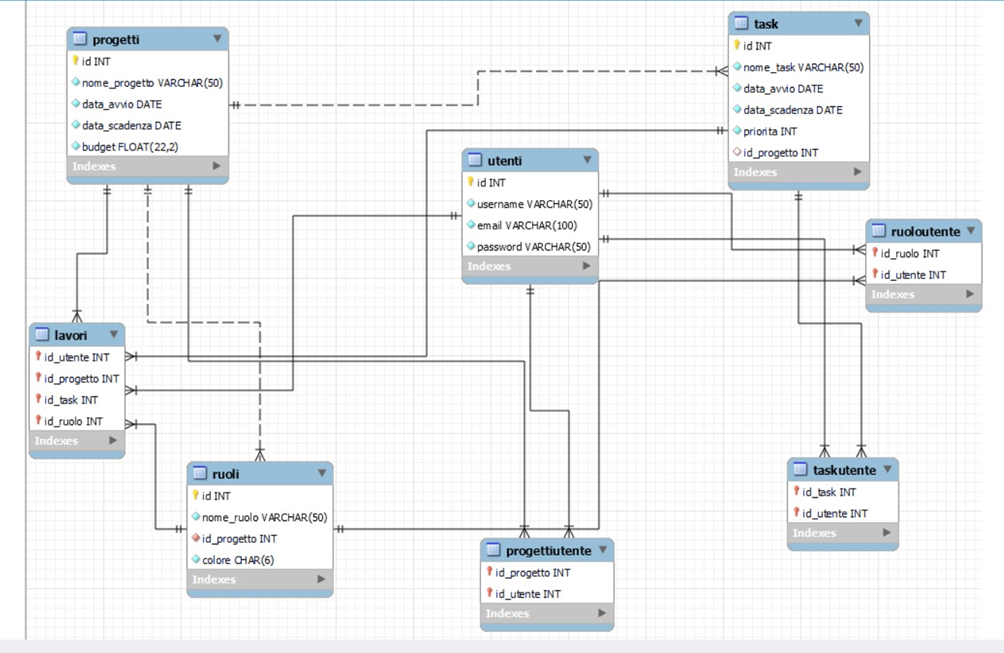 progetti
id INT
nome_progetto VARCHAR(50)
data_avvio DATE
data_scadenza DATE
budget FLOAT(22,2)
Indexes
task
id INT
nome_task VARCHAR(50)
data_avvio DATE
data_scadenza DATE
priorita INT
id_progetto INT
Indexes
utenti
id INT
username VARCHAR(50)
email VARCHAR(100)
password VARCHAR(50)
Indexes
ruoloutente
id_ruolo INT
id_utente INT
Indexes
lavori
id_utente INT
id_progetto INT
id_task INT
id_ruolo INT
Indexes
ruoli
id INT
nome_ruolo VARCHAR(50)
id_progetto INT
colore CHAR(6)
Indexes
progettiutente
id_progetto INT
id_utente INT
Indexes
taskutente
id_task INT
id_utente INT
Indexes